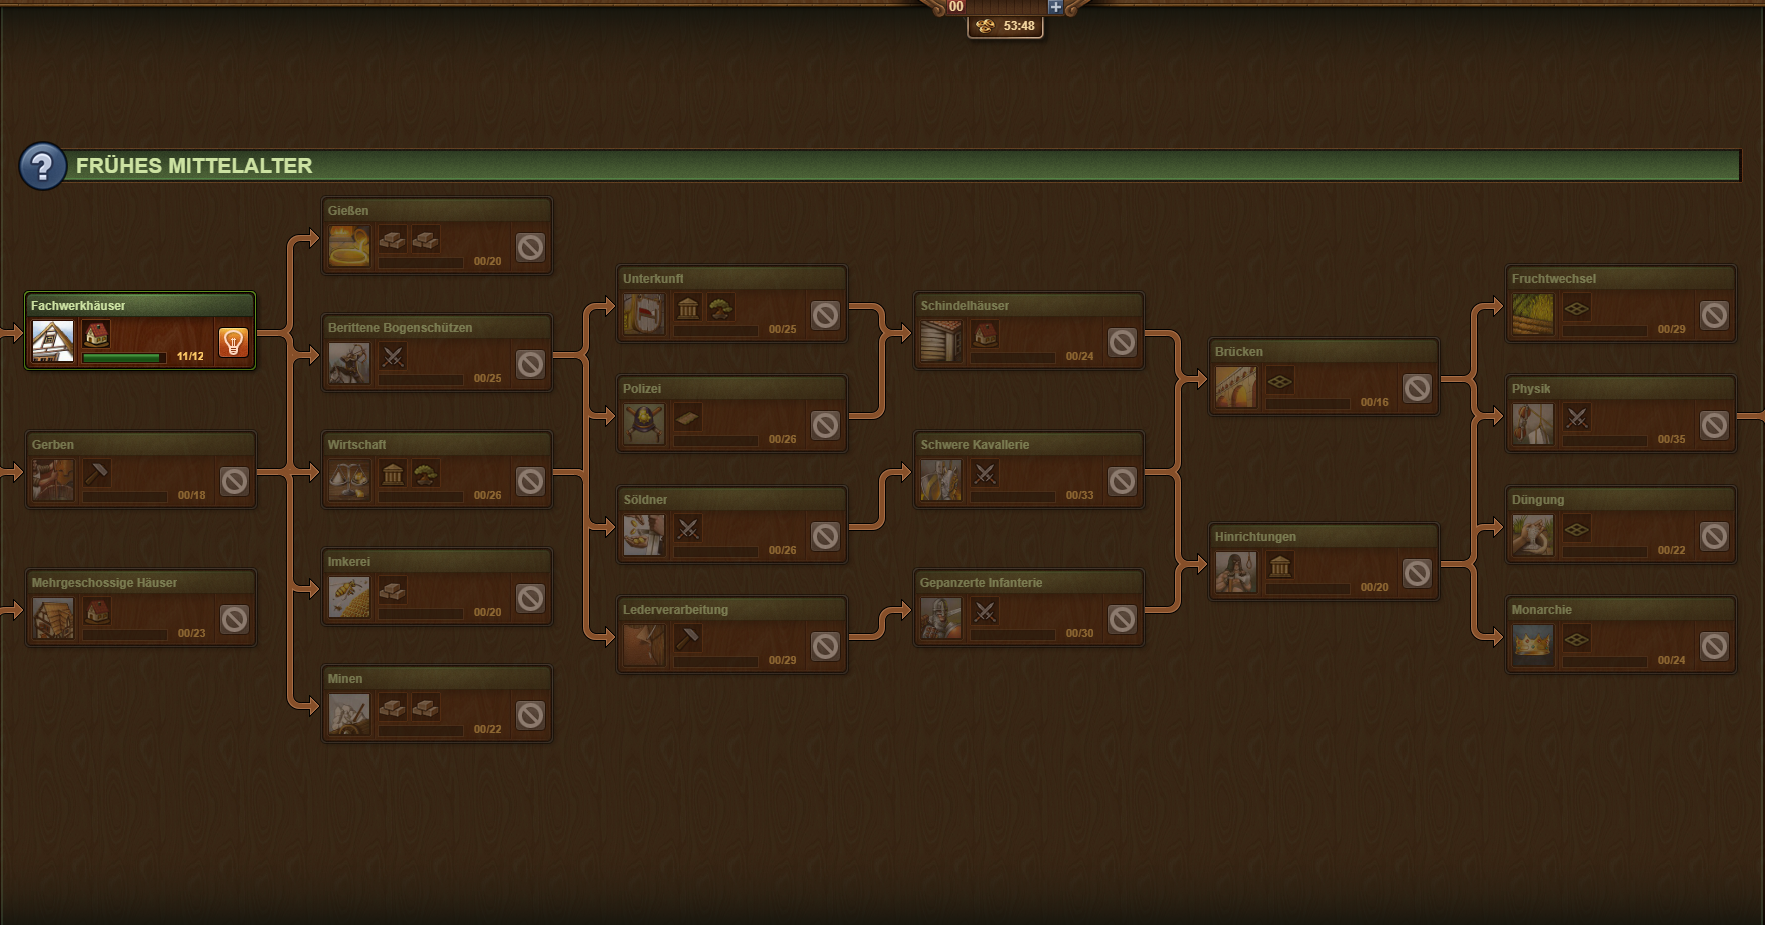 00
53:48
FRÜHES MITTELALTER
Fachwerkhäuser
11/12
Gerben
00/18
Mehrgeschossige Häuser
00/23
Gießen
00/20
Berittene Bogenschützen
00/25
Wirtschaft
00/26
Imkerei
00/20
Minen
00/22
Unterkunft
00/25
Polizei
00/26
Söldner
00/26
Lederverarbeitung
00/29
Schindelhäuser
00/24
Schwere Kavallerie
00/33
Gepanzerte Infanterie
00/30
Brücken
00/16
Hinrichtungen
00/20
Fruchtwechsel
00/29
Physik
00/35
Düngung
00/22
Monarchie
00/24